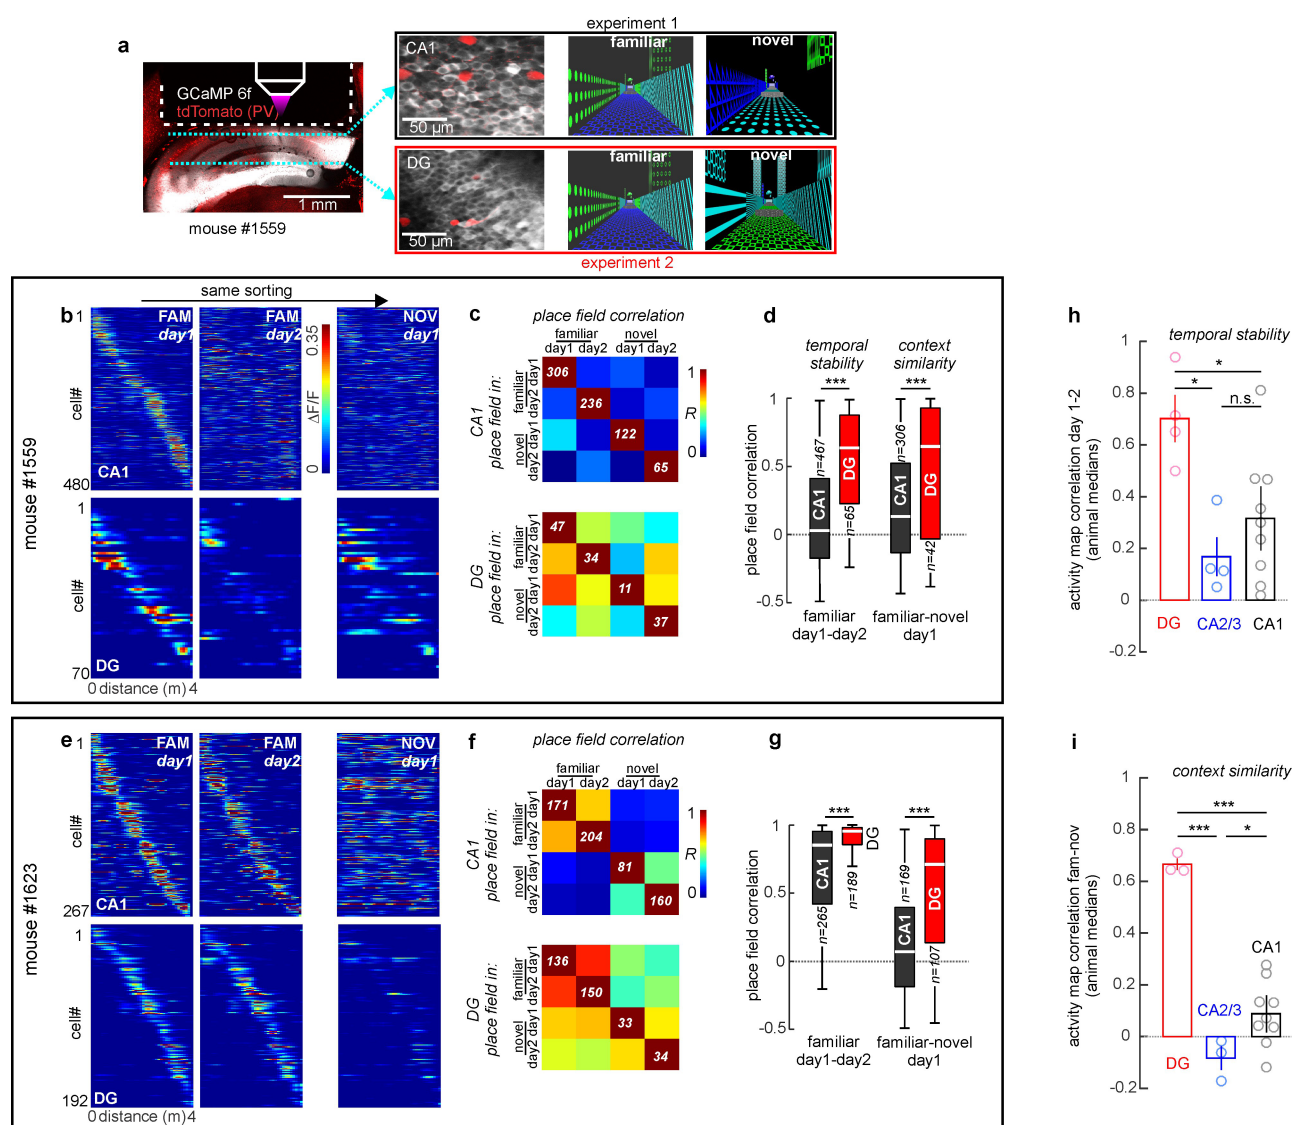 experiment 1
a
GCaMP 6f
tdTomato (PV)
1 mm
mouse #1559
CA1
50 µm
familiar
novel
DG
50 µm
familiar
novel
experiment 2
mouse #1559
same sorting
b
1
FAM
day1
FAM
day2
NOV
day1
0.35
ΔF/F
0
cell#
CA1
480
1
cell#
DG
70
0 distance (m) 4
c
place field correlation
familiar
novel
day1 day2 day1 day2
CA1
place field in:
familiar
day1
day2
novel
day1
day2
306
236
122
65
1
R
0
DG
place field in:
familiar
day1
day2
novel
day1
day2
47
34
11
37
d
temporal
stability
context
similarity
***
***
place field correlation
1
0.5
0
-0.5
n=467
CA1
DG
n=65
n=306
CA1
DG
n=42
familiar
day1-day2
familiar-novel
day1
h
temporal stability
activity map correlation day 1-2
(animal medians)
1
0.8
0.6
0.4
0.2
0
-0.2
*
*
n.s.
DG
CA2/3
CA1
mouse #1623
e
1
FAM
day1
FAM
day2
NOV
day1
cell#
CA1
267
1
cell#
DG
192
0 distance (m) 4
f
place field correlation
familiar
novel
day1 day2 day1 day2
CA1
place field in:
familiar
day1
day2
novel
day1
day2
171
204
81
160
1
R
0
DG
place field in:
familiar
day1
day2
novel
day1
day2
136
150
33
34
g
***
***
place field correlation
1
0.5
0
-0.5
CA1
n=265
DG
n=189
n=169
CA1
DG
n=107
familiar
day1-day2
familiar-novel
day1
i
context similarity
activity map correlation fam-nov
(animal medians)
1
0.8
0.6
0.4
0.2
0
-0.2
***
***
*
CA1
CA2/3
DG